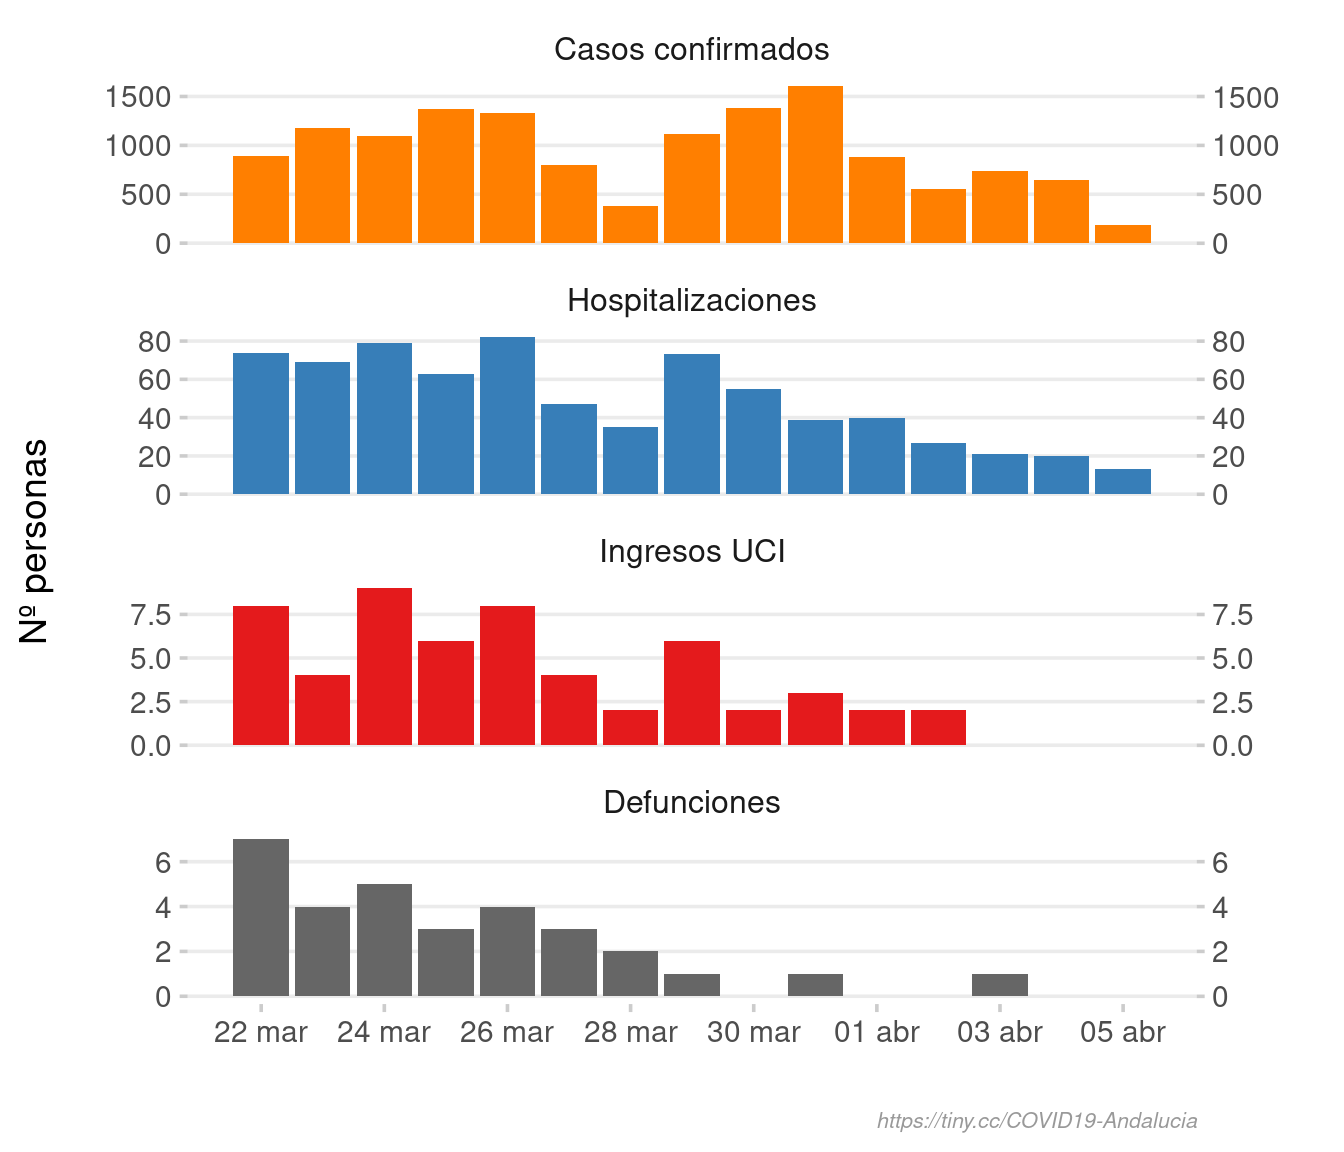 Casos confirmados
1500 1500
1000 1000
500 500
0 0
Hospitalizaciones
80 80
60 60
40 40
20 20
0 0
Nº personas
Ingresos UCI
7.5 7.5
5.0 5.0
2.5 2.5
0.0 0.0
Defunciones
6 6
4 4
2 2
0 0
22 mar 24 mar 26 mar 28 mar 30 mar 01 abr 03 abr 05 abr
https://tiny.cc/COVID19-Andalucia